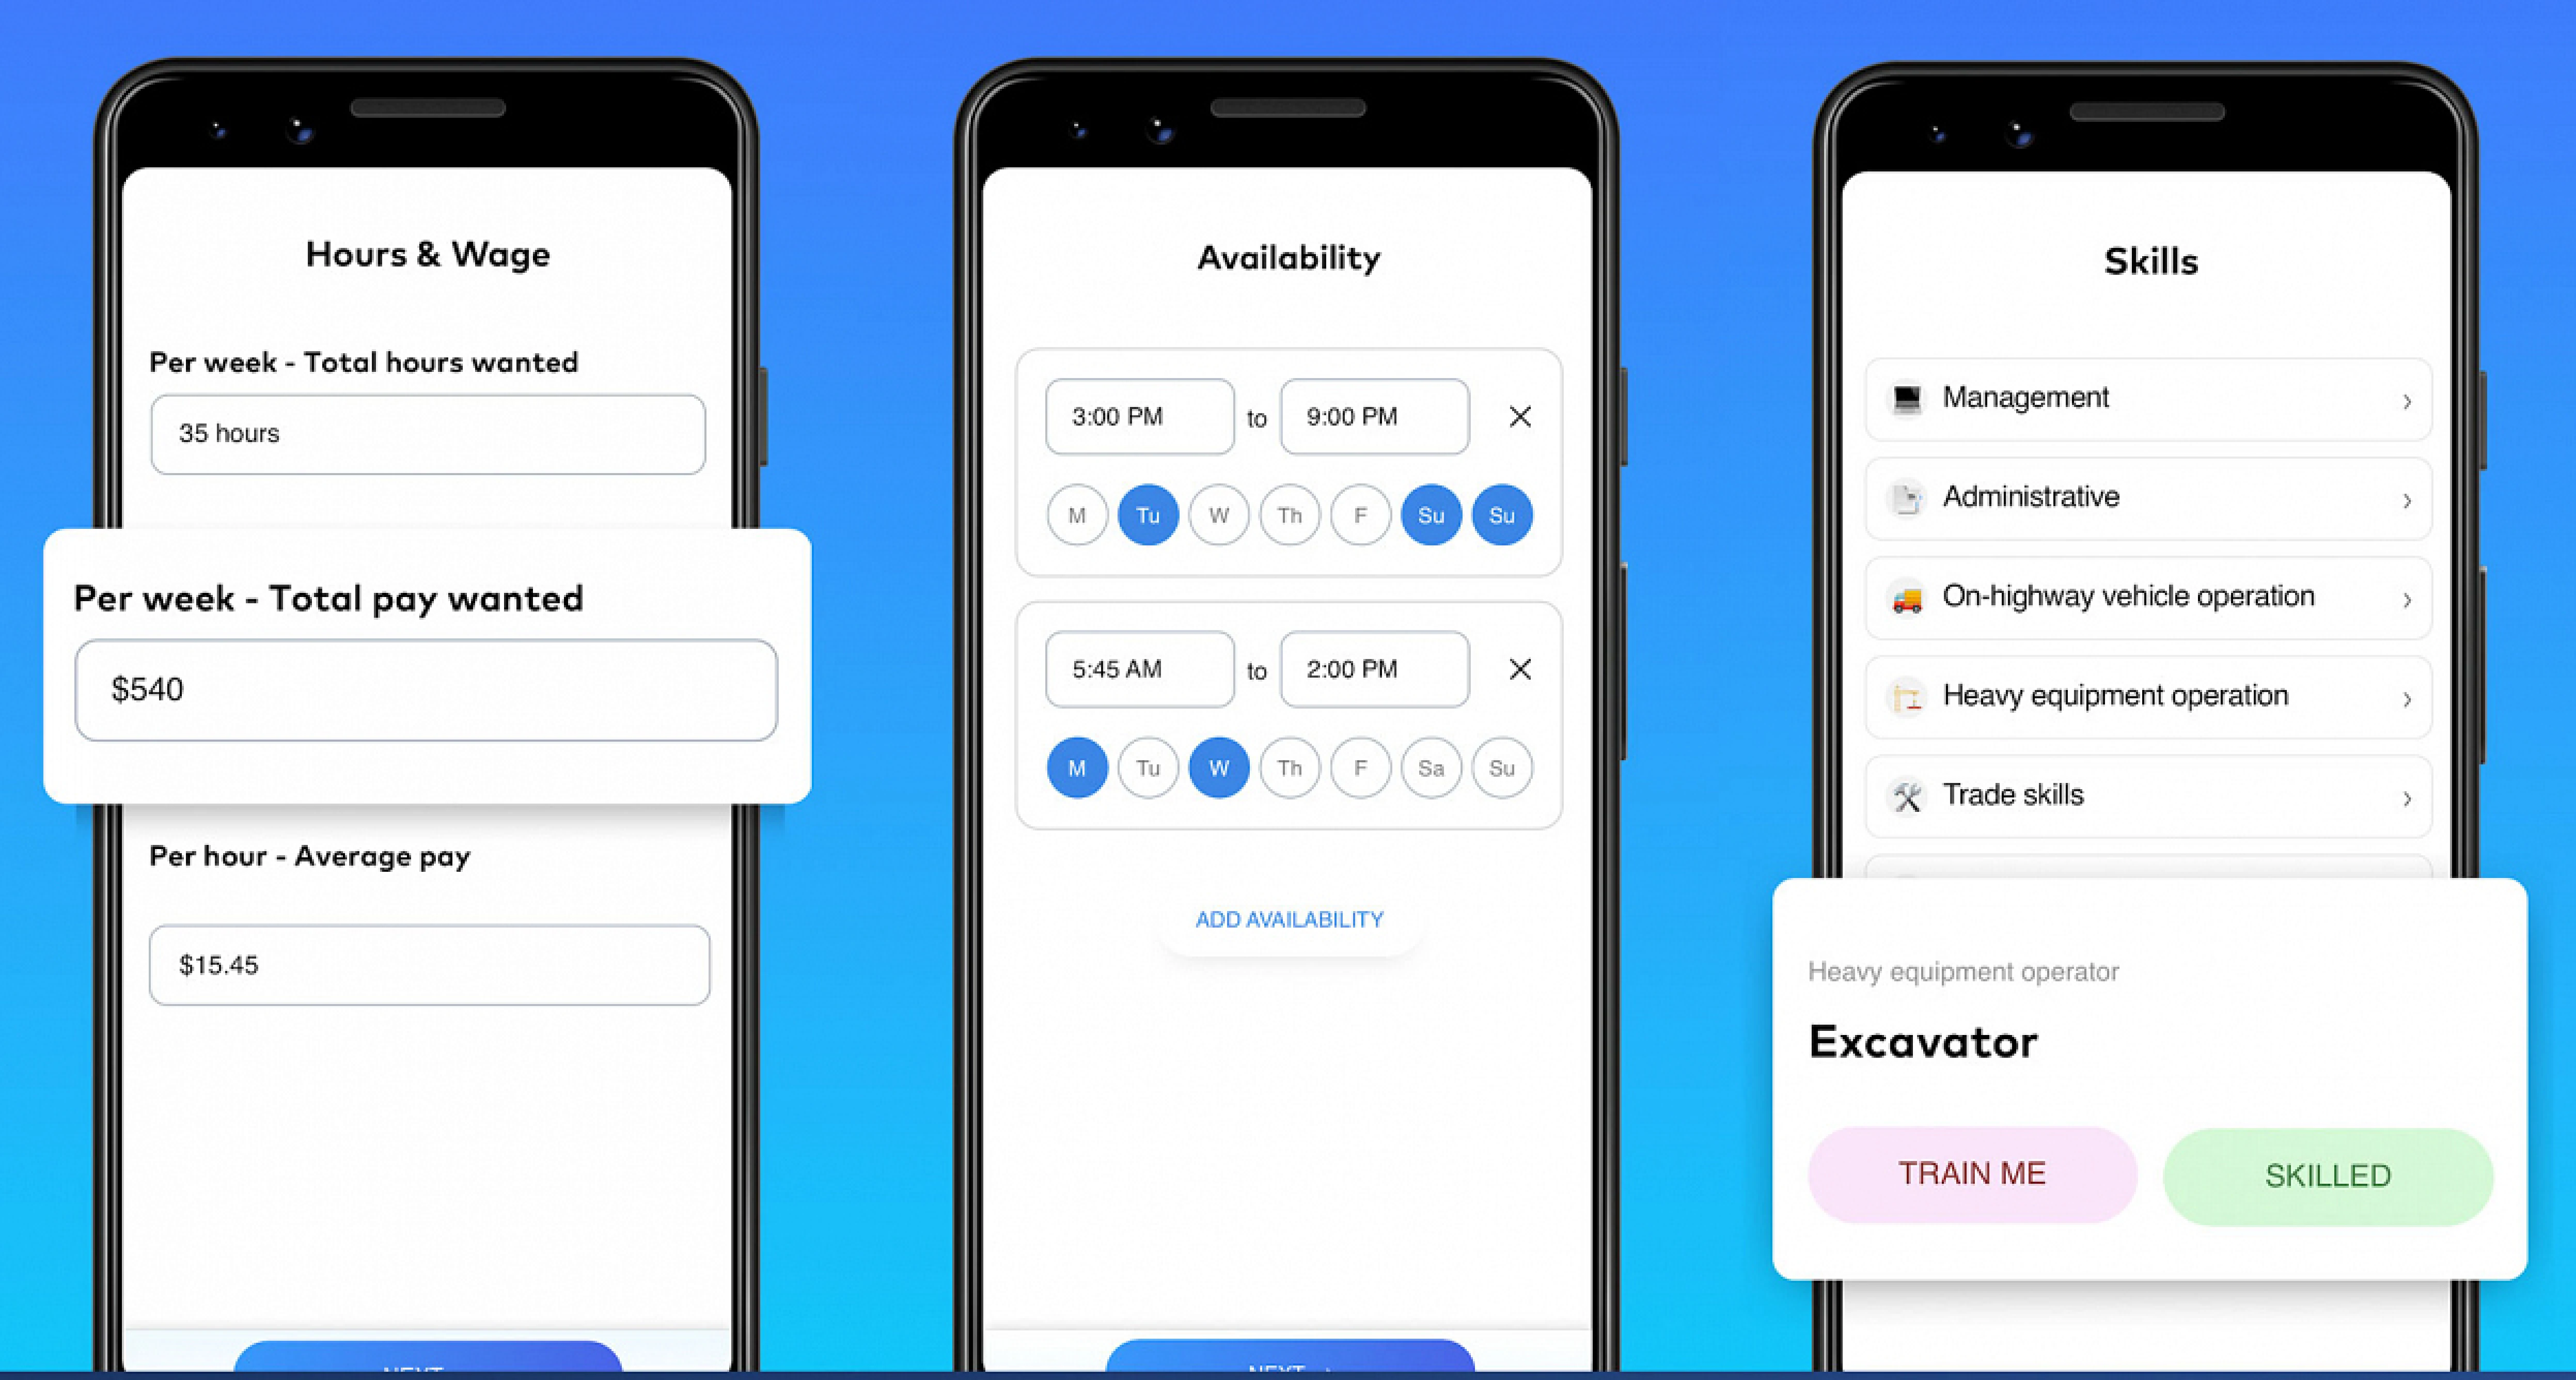 Hours & Wage
Per week - Total hours wanted
35 hours
Per week - Total pay wanted
$540
Per hour - Average pay
$15.45
NEXT
Availability
3:00 PM to 9:00 PM
M Tu W Th F Su Su
5:45 AM to 2:00 PM
M Tu W Th F Sa Su
ADD AVAILABILITY
NEXT
Skills
Management
Administrative
On-highway vehicle operation
Heavy equipment operation
Trade skills
Heavy equipment operator
Excavator
TRAIN ME SKILLED